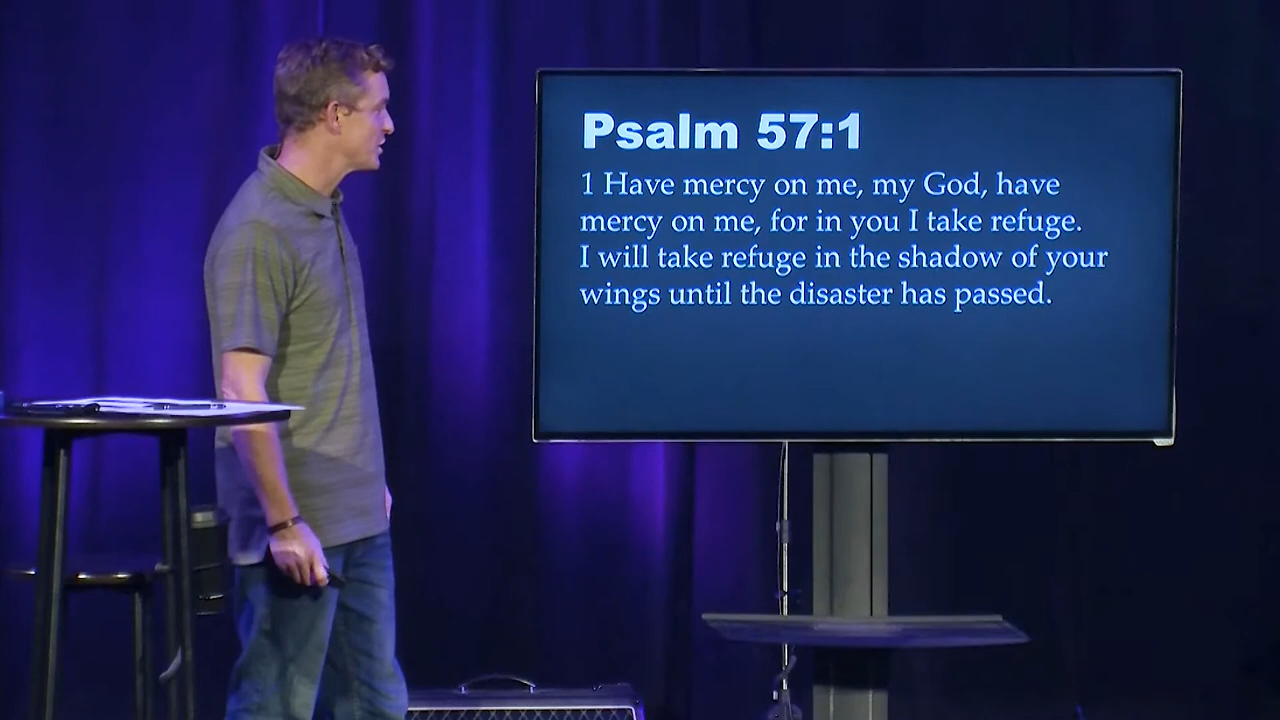 Psalm 57:1
1 Have mercy on me, my God, have
mercy on me, for in you I take refuge.
I will take refuge in the shadow of your
wings until the disaster has passed.